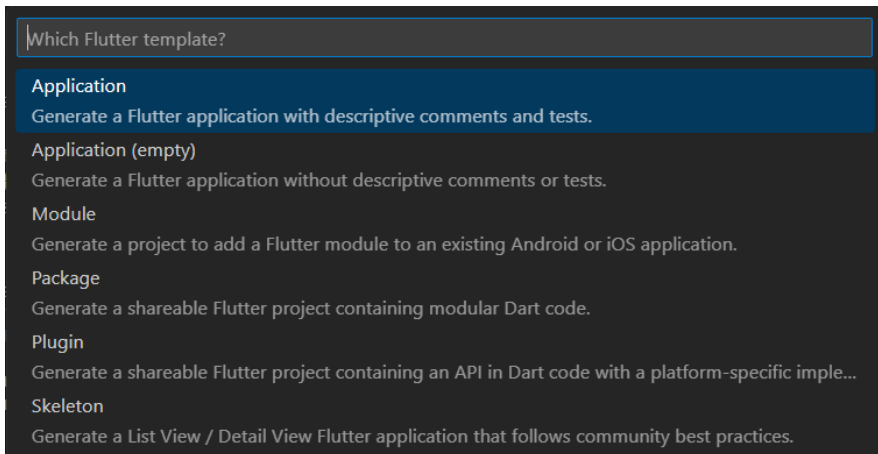 Which Flutter template?
Application
Generate a Flutter application with descriptive comments and tests.
Application (empty)
Generate a Flutter application without descriptive comments or tests.
Module
Generate a project to add a Flutter module to an existing Android or iOS application.
Package
Generate a shareable Flutter project containing modular Dart code.
Plugin
Generate a shareable Flutter project containing an API in Dart code with a platform-specific imple...
Skeleton
Generate a List View / Detail View Flutter application that follows community best practices.